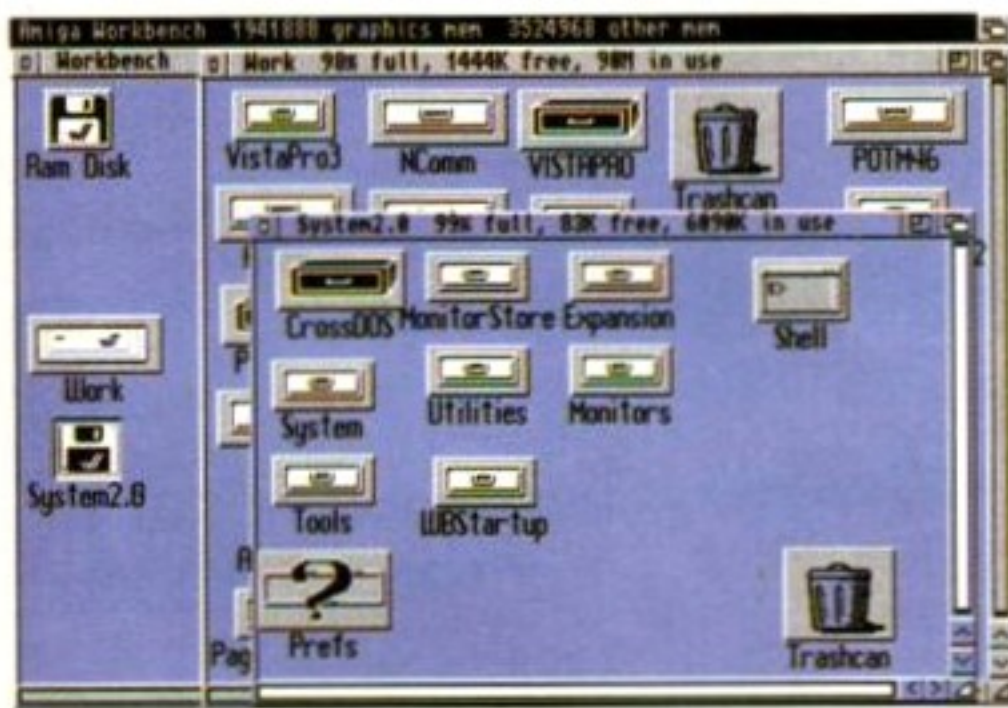 Amiga Workbench 1941888 graphics mem 3524968 other mem
Workbench
Work 98% full, 1444K free, 90M in use
Ram Disk
VistaPro3
NComm
VISTAPRO
Trashcan
POTM46
System2.0 99% full, 83K free, 6090K in use
CrossDOS
MonitorStore
Expansion
Shell
Work
System
Utilities
Monitors
System2.0
Tools
WBStartup
Prefs
Trashcan
Pag